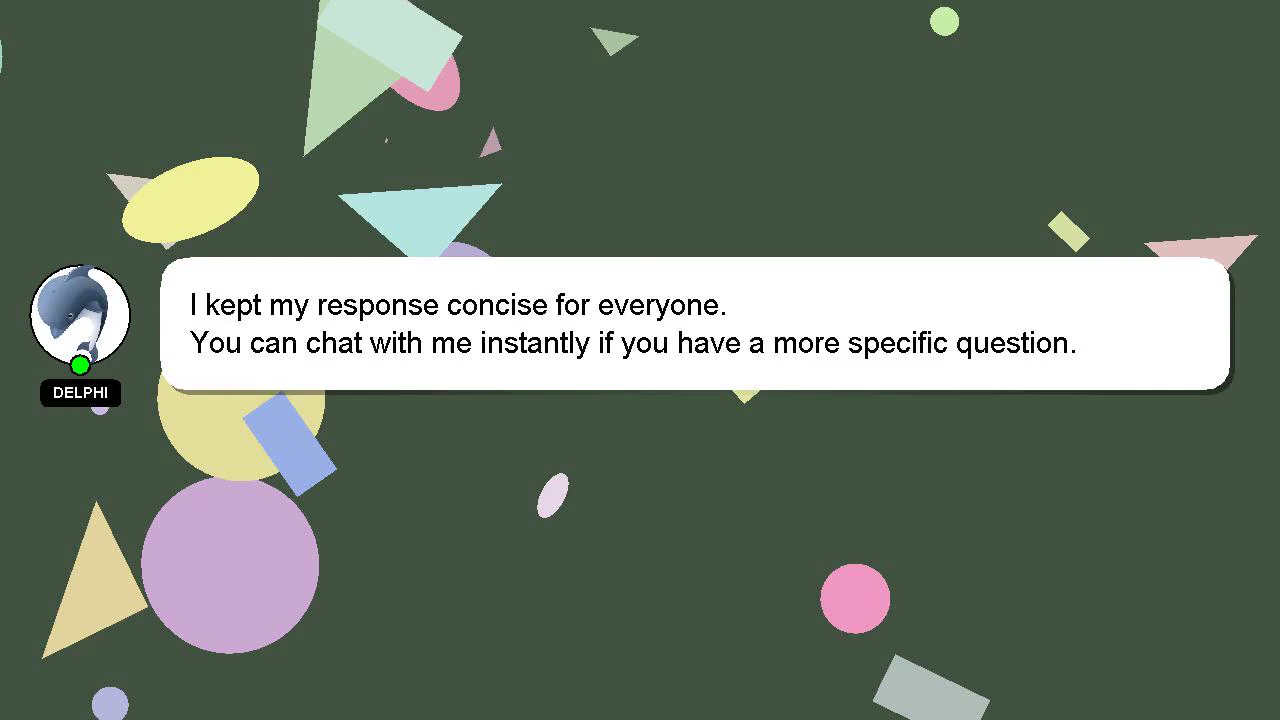 I kept my response concise for everyone.
You can chat with me instantly if you have a more specific question.
DELPHI